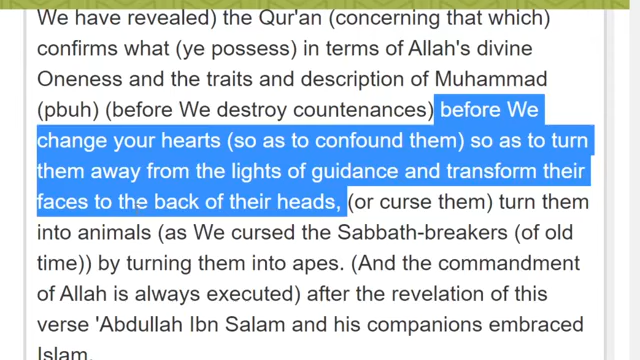 We have revealed) the Qur'an (concerning that which)
confirms what (ye possess) in terms of Allah's divine
Oneness and the traits and description of Muhammad
(pbuh) (before We destroy countenances) before We
change your hearts (so as to confound them) so as to turn
them away from the lights of guidance and transform their
faces to the back of their heads, (or curse them) turn them
into animals (as We cursed the Sabbath-breakers (of old
time)) by turning them into apes. (And the commandment
of Allah is always executed) after the revelation of this
verse 'Abdullah Ibn Salam and his companions embraced
Islam.